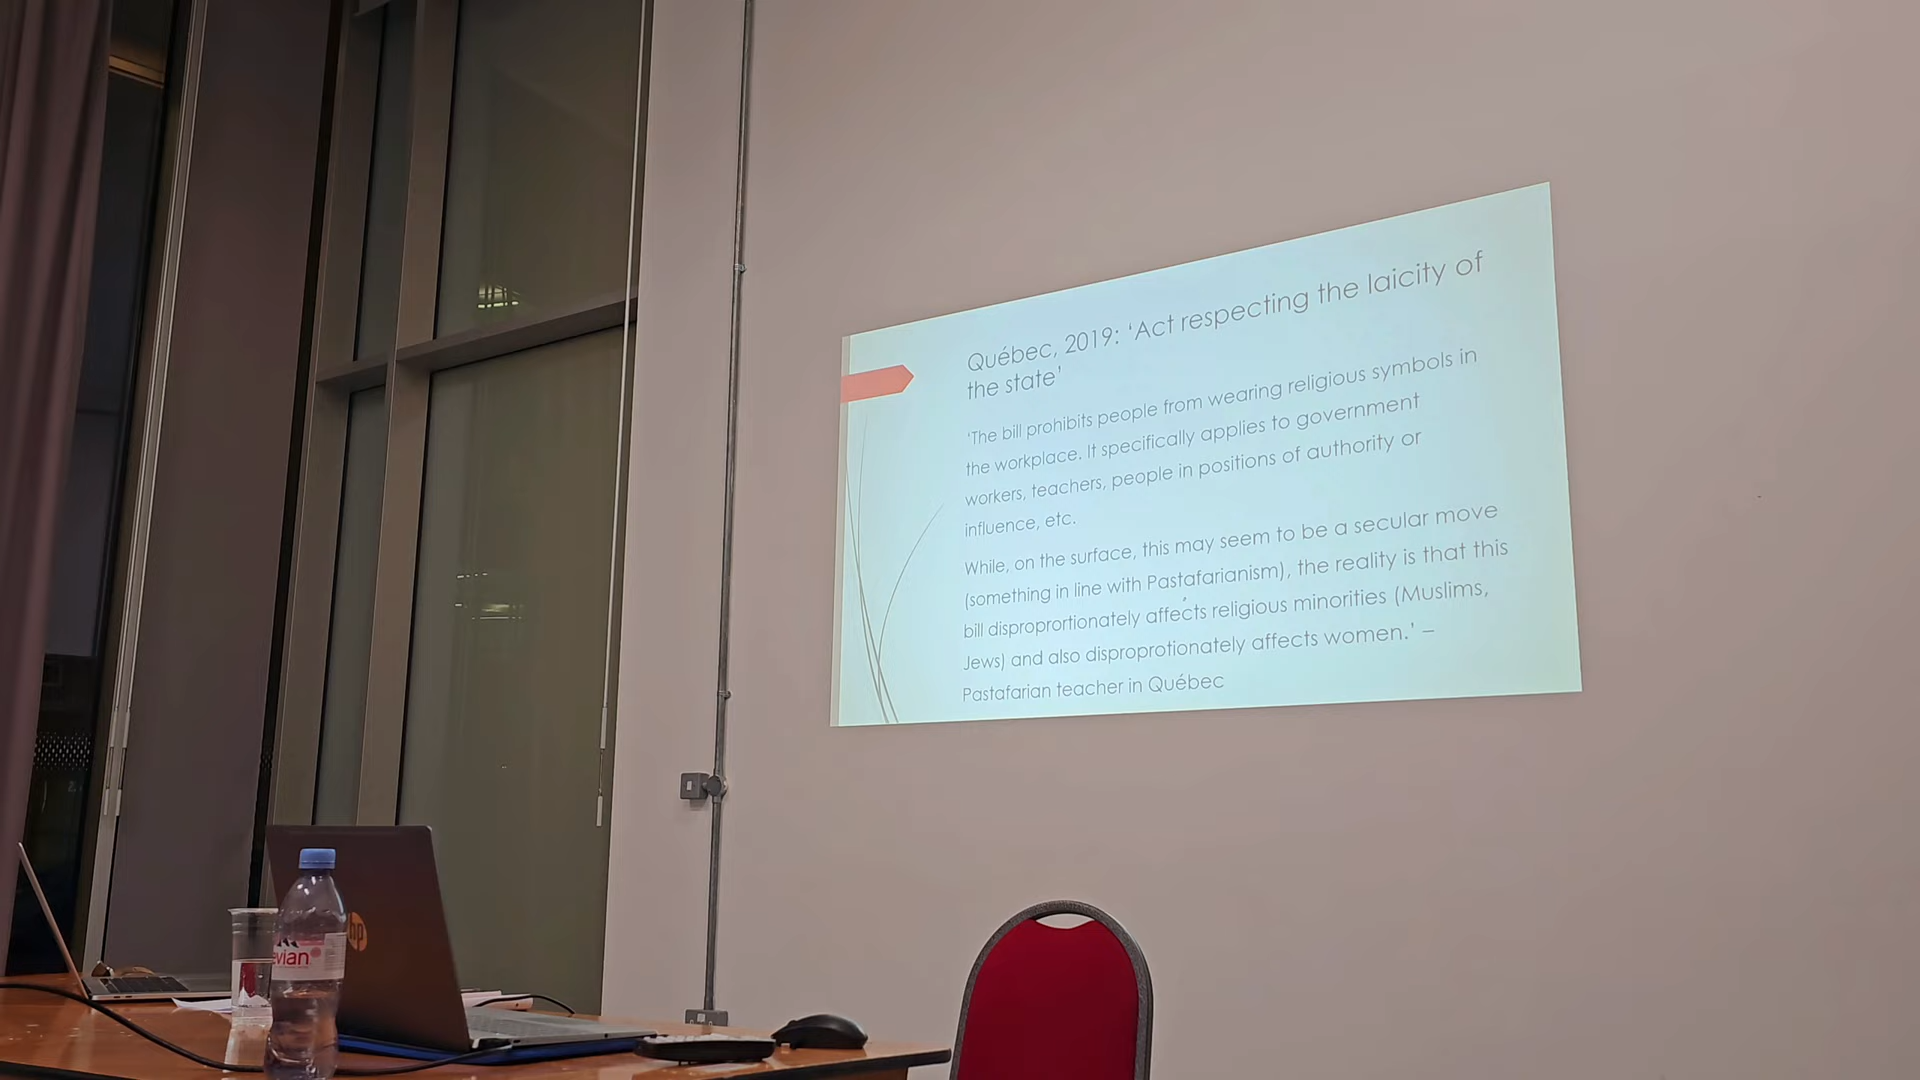 Québec, 2019: 'Act respecting the laicity of
the state'
'The bill prohibits people from wearing religious symbols in
the workplace. It specifically applies to government
workers, teachers, people in positions of authority or
influence, etc.
While, on the surface, this may seem to be a secular move
(something in line with Pastafarianism), the reality is that this
bill disproprortionately affects religious minorities (Muslims,
Jews) and also disproprotionately affects women.' –
Pastafarian teacher in Québec
hp
evian